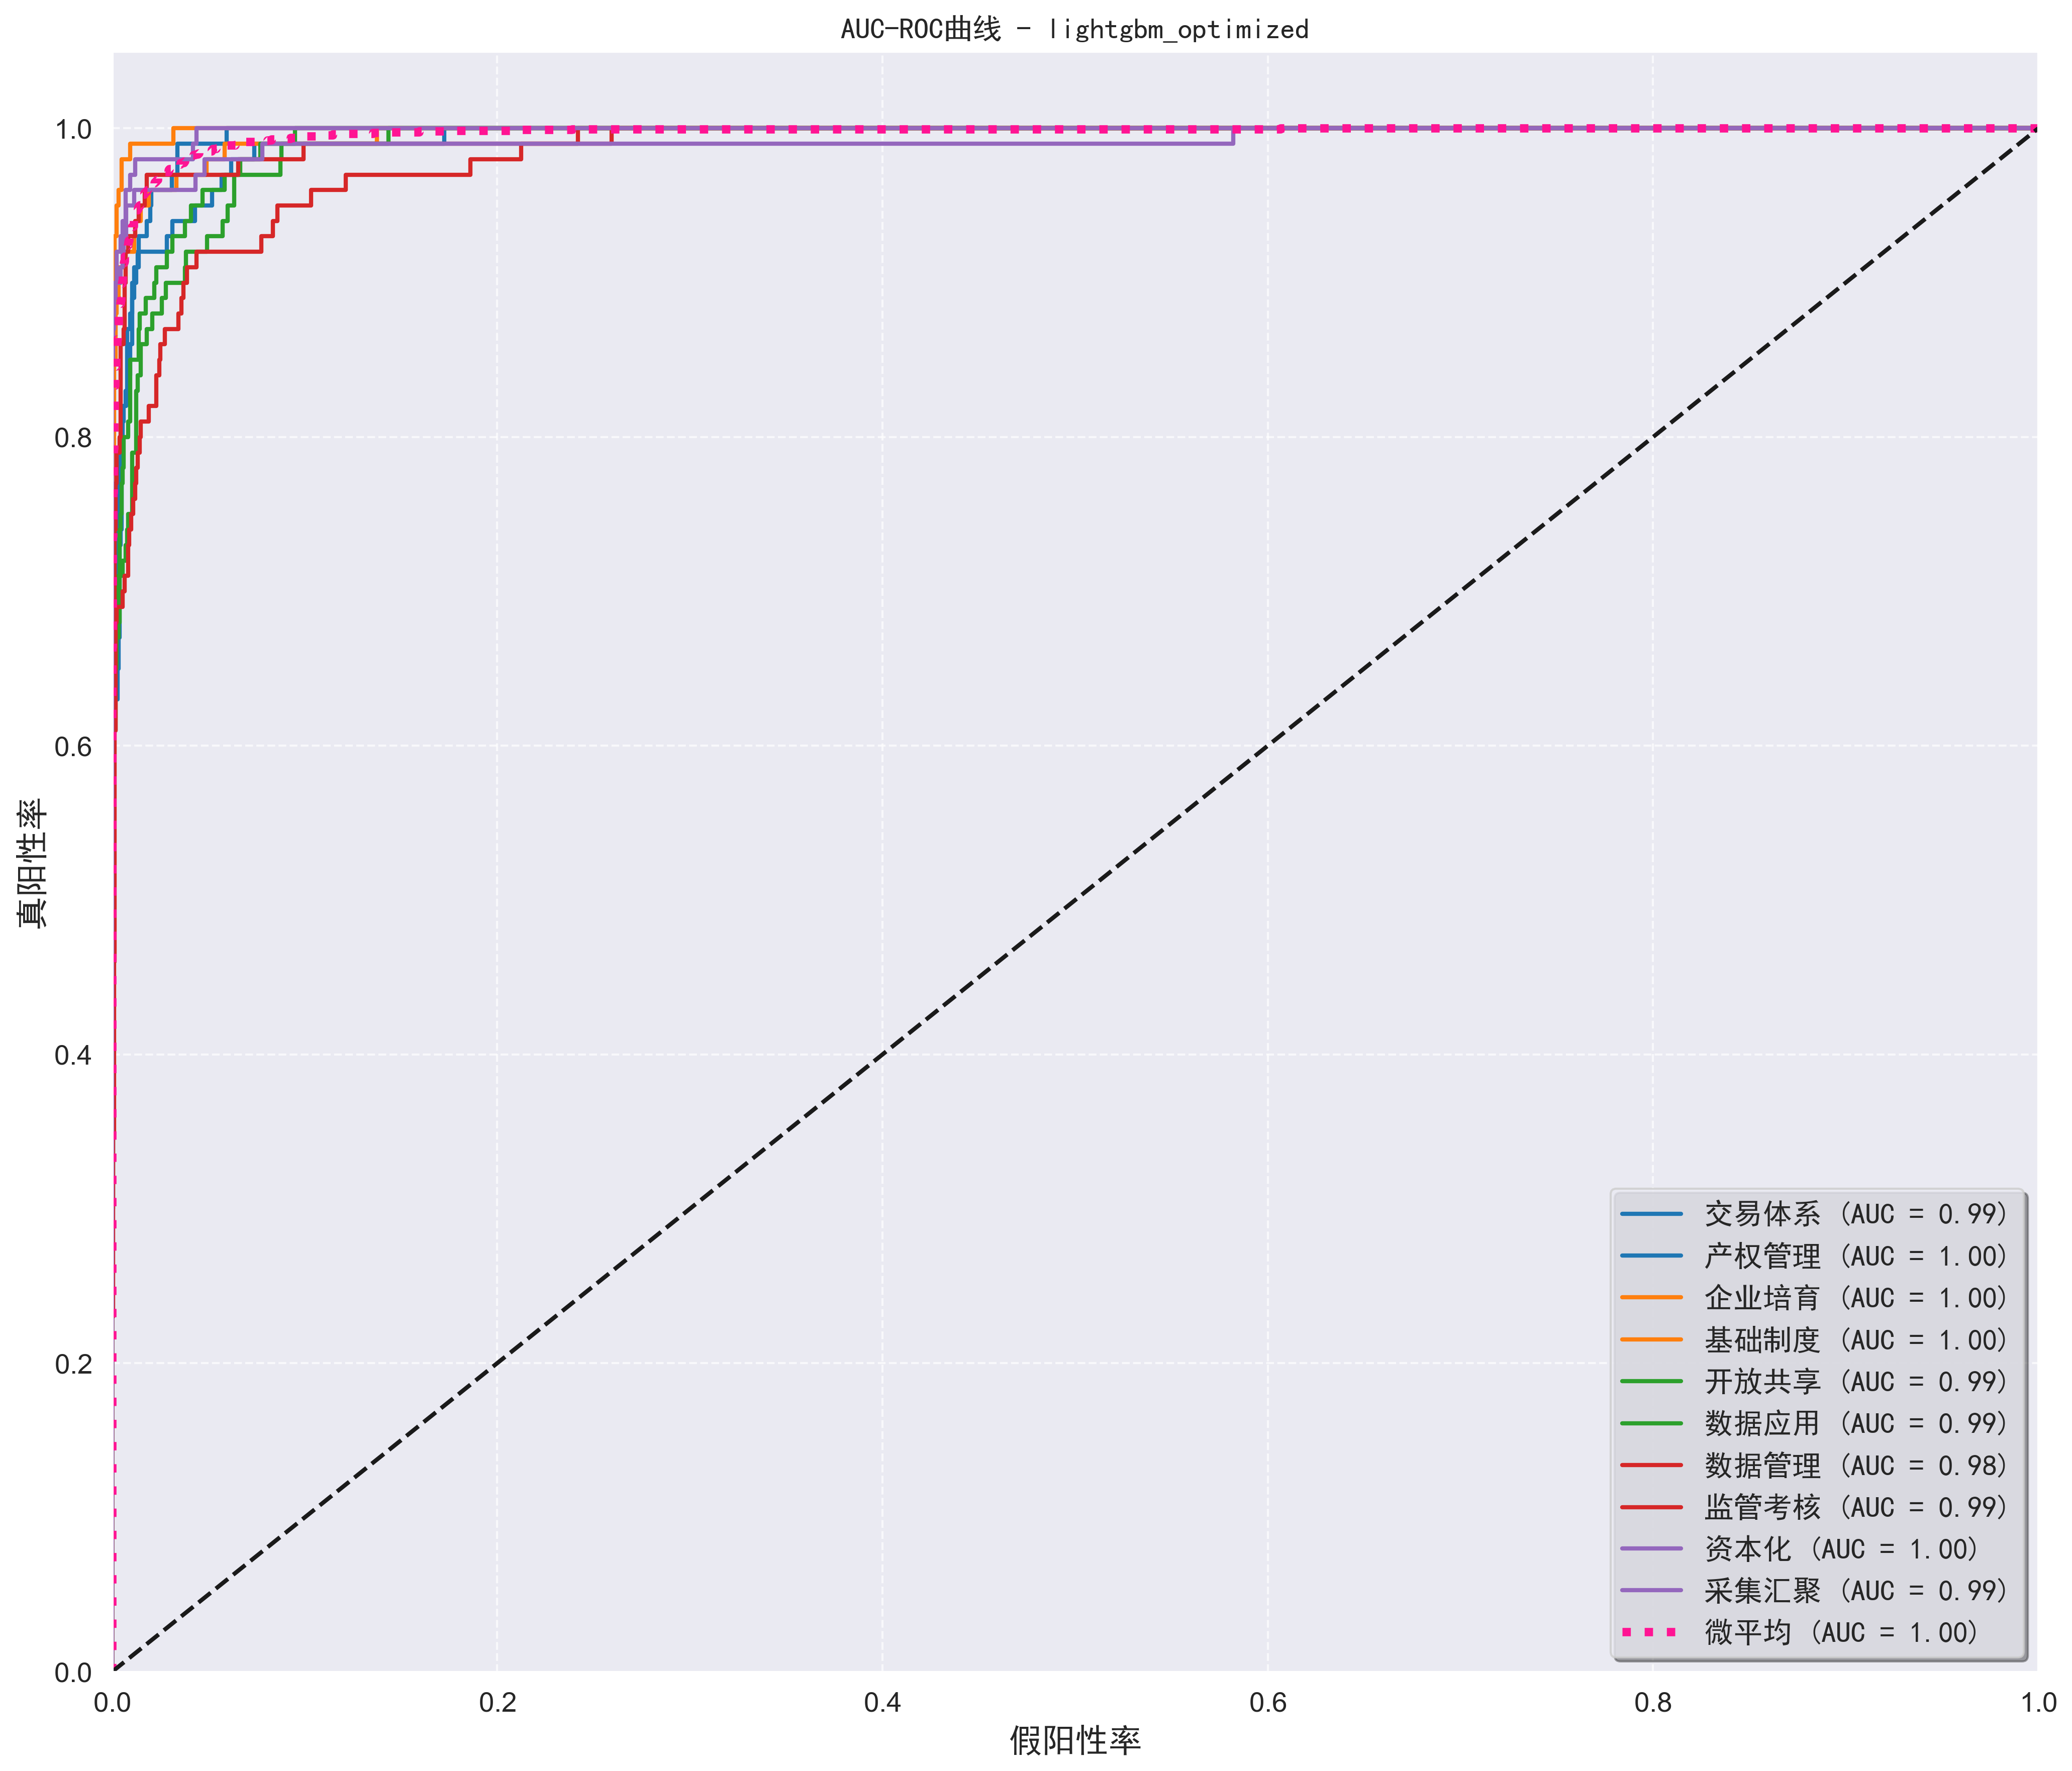 AUC-ROC曲线 - lightgbm_optimized
真阳性率
1.0
0.8
0.6
0.4
0.2
0.0
0.0
0.2
0.4
0.6
0.8
1.0
假阳性率
交易体系 (AUC = 0.99)
产权管理 (AUC = 1.00)
企业培育 (AUC = 1.00)
基础制度 (AUC = 1.00)
开放共享 (AUC = 0.99)
数据应用 (AUC = 0.99)
数据管理 (AUC = 0.98)
监管考核 (AUC = 0.99)
资本化 (AUC = 1.00)
采集汇聚 (AUC = 0.99)
微平均 (AUC = 1.00)